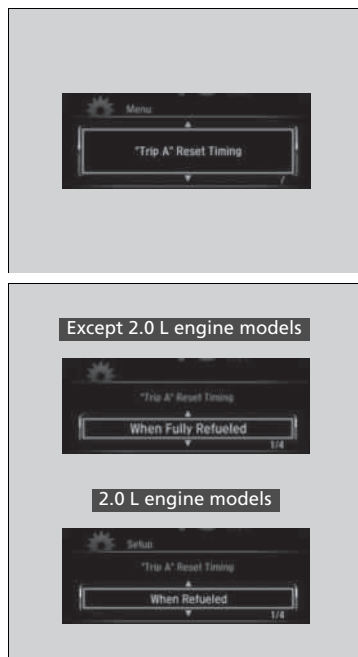 Menu
"Trip A" Reset Timing
/
Except 2.0 L engine models
"Trip A" Reset Timing
When Fully Refueled
1/4
2.0 L engine models
Setup
"Trip A" Reset Timing
When Refueled
1/4